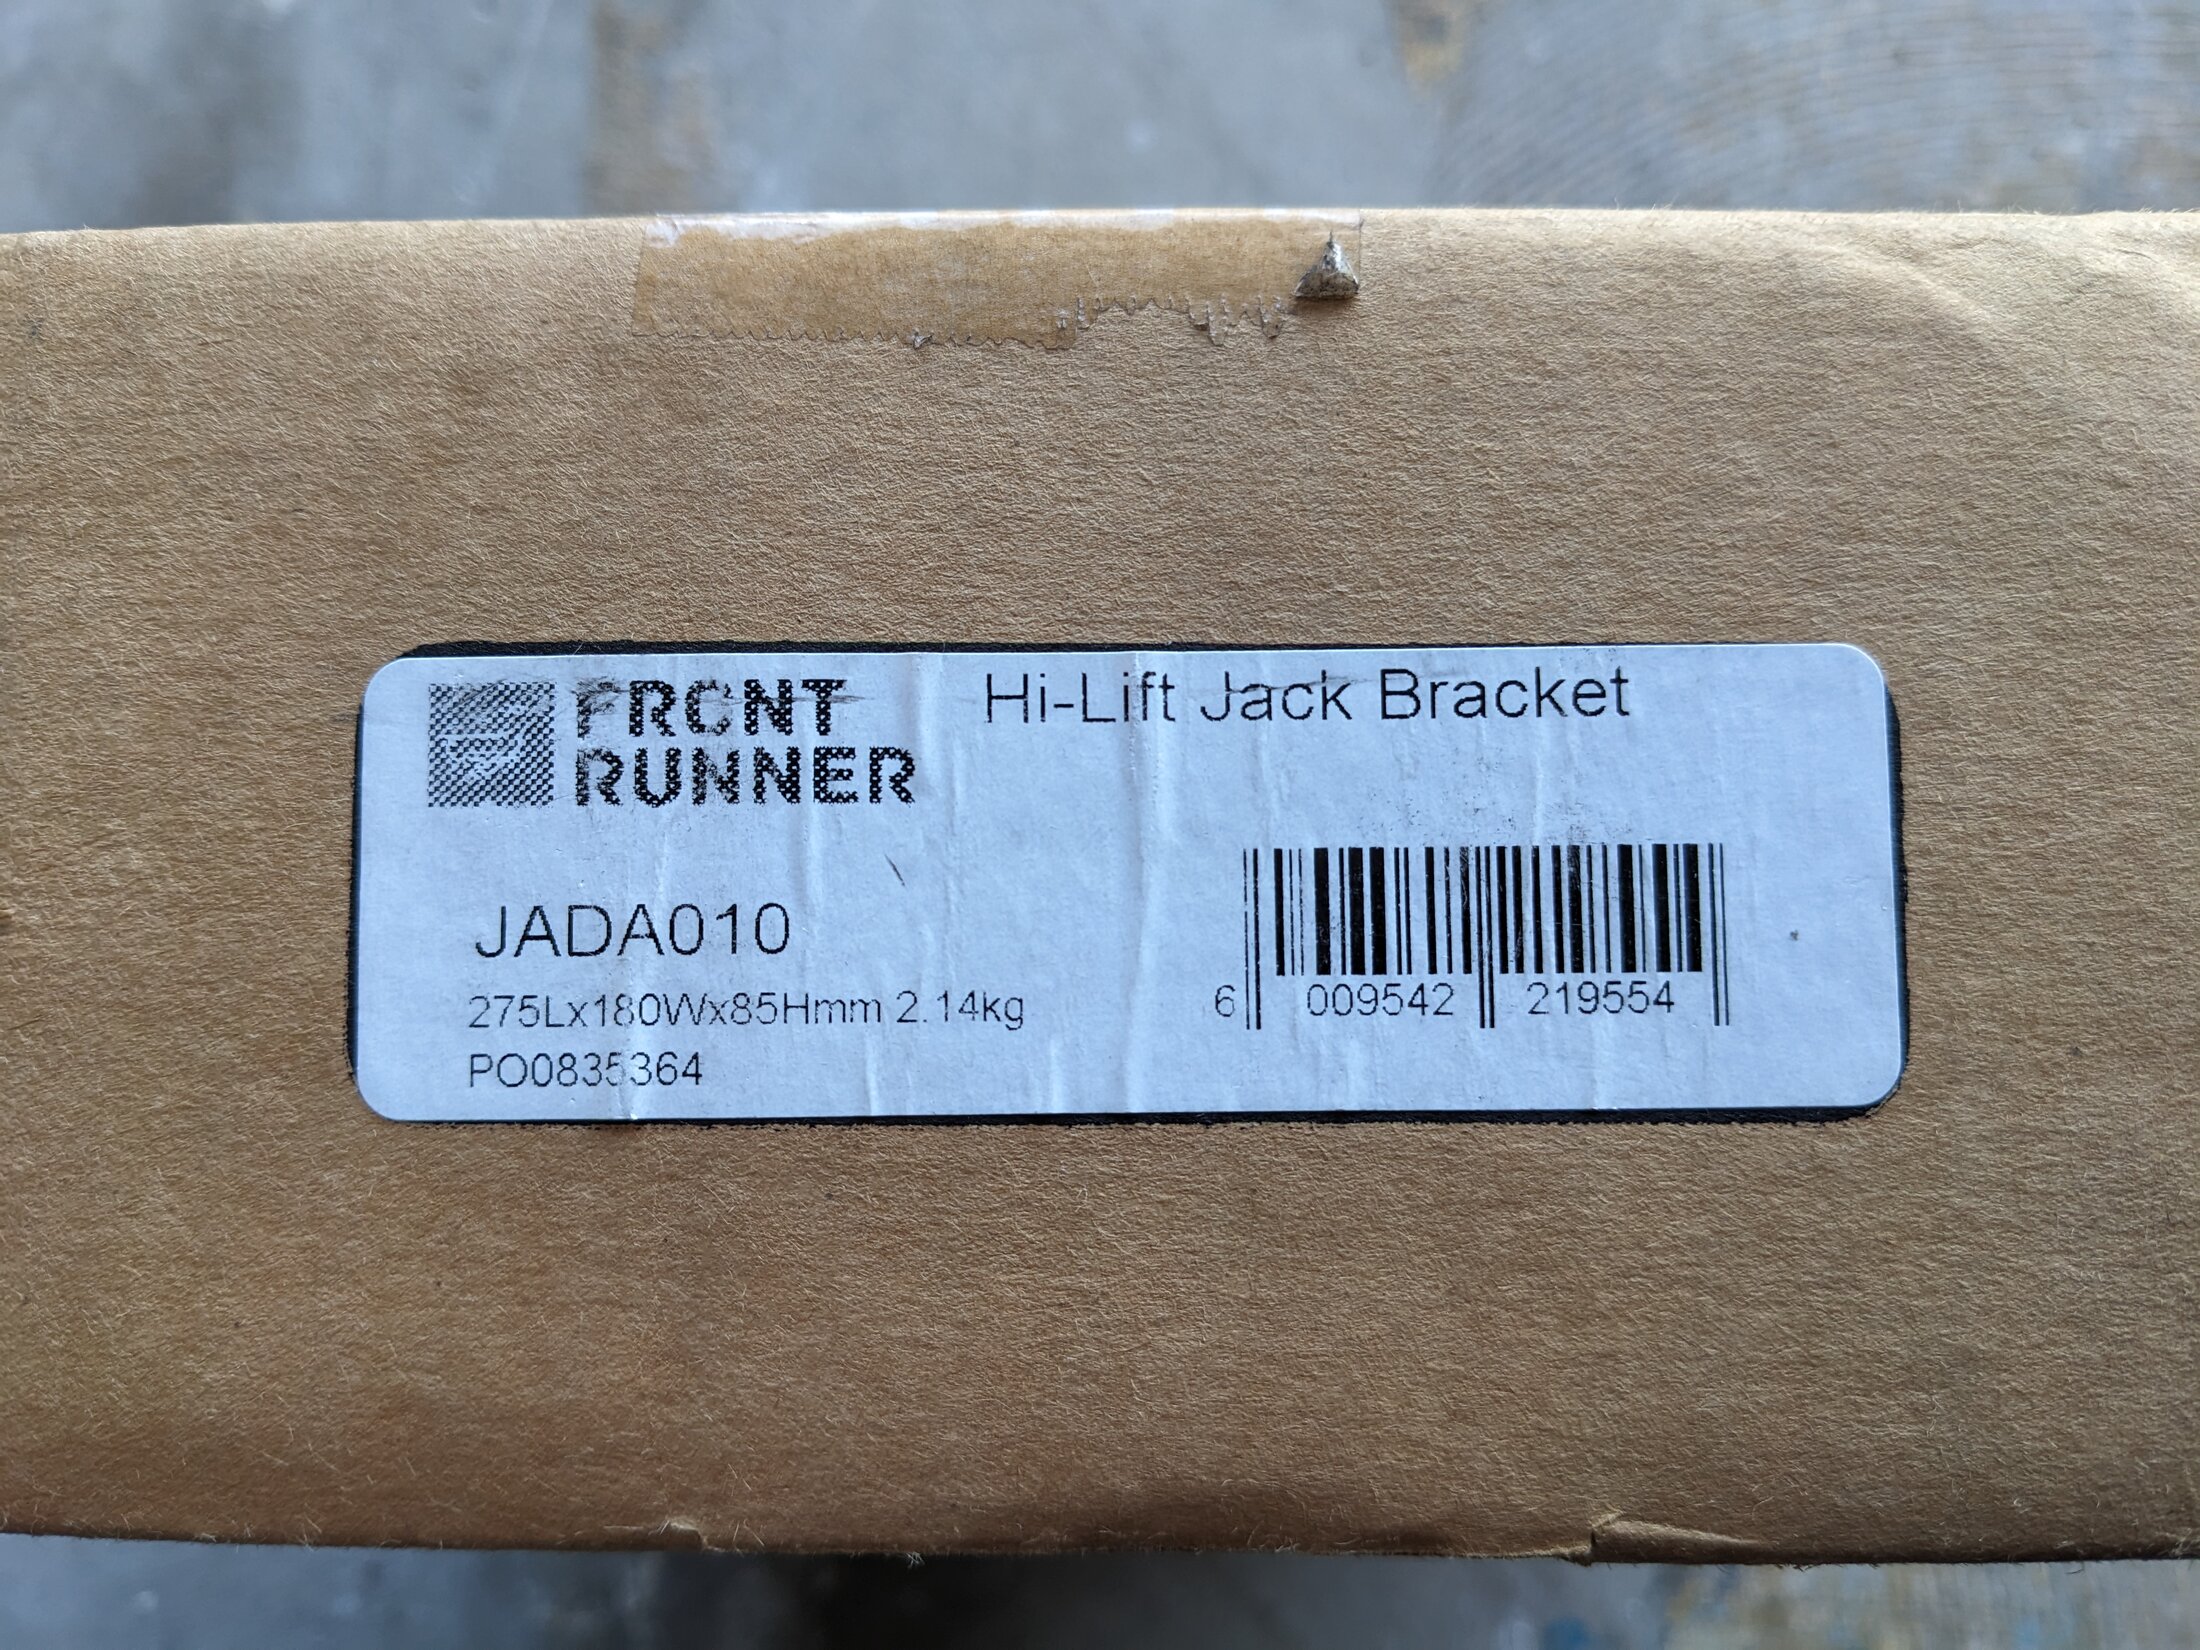 FRONT
RUNNER
Hi-Lift Jack Bracket
JADA010
275Lx180Wx85Hmm 2.14kg
PO0835364
6 009542 219554